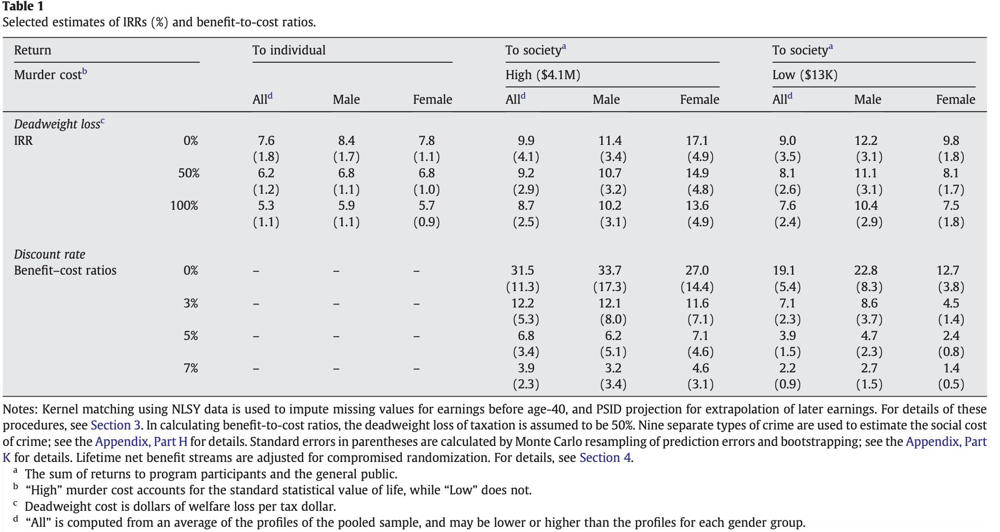 Table 1
Selected estimates of IRRs (%) and benefit-to-cost ratios.
Return To individual To societyᵃ To societyᵃ
Murder costᵇ High ($4.1M) Low ($13K)
Allᵈ Male Female Allᵈ Male Female Allᵈ Male Female
Deadweight lossᶜ
IRR 0% 7.6 8.4 7.8 9.9 11.4 17.1 9.0 12.2 9.8
(1.8) (1.7) (1.1) (4.1) (3.4) (4.9) (3.5) (3.1) (1.8)
50% 6.2 6.8 6.8 9.2 10.7 14.9 8.1 11.1 8.1
(1.2) (1.1) (1.0) (2.9) (3.2) (4.8) (2.6) (3.1) (1.7)
100% 5.3 5.9 5.7 8.7 10.2 13.6 7.6 10.4 7.5
(1.1) (1.1) (0.9) (2.5) (3.1) (4.9) (2.4) (2.9) (1.8)
Discount rate
Benefit–cost ratios 0% – – – 31.5 33.7 27.0 19.1 22.8 12.7
(11.3) (17.3) (14.4) (5.4) (8.3) (3.8)
3% – – – 12.2 12.1 11.6 7.1 8.6 4.5
(5.3) (8.0) (7.1) (2.3) (3.7) (1.4)
5% – – – 6.8 6.2 7.1 3.9 4.7 2.4
(3.4) (5.1) (4.6) (1.5) (2.3) (0.8)
7% – – – 3.9 3.2 4.6 2.2 2.7 1.4
(2.3) (3.4) (3.1) (0.9) (1.5) (0.5)
Notes: Kernel matching using NLSY data is used to impute missing values for earnings before age-40, and PSID projection for extrapolation of later earnings. For details of these
procedures, see Section 3. In calculating benefit-to-cost ratios, the deadweight loss of taxation is assumed to be 50%. Nine separate types of crime are used to estimate the social cost
of crime; see the Appendix, Part H for details. Standard errors in parentheses are calculated by Monte Carlo resampling of prediction errors and bootstrapping; see the Appendix, Part
K for details. Lifetime net benefit streams are adjusted for compromised randomization. For details, see Section 4.
ᵃ The sum of returns to program participants and the general public.
ᵇ “High” murder cost accounts for the standard statistical value of life, while “Low” does not.
ᶜ Deadweight cost is dollars of welfare loss per tax dollar.
ᵈ “All” is computed from an average of the profiles of the pooled sample, and may be lower or higher than the profiles for each gender group.